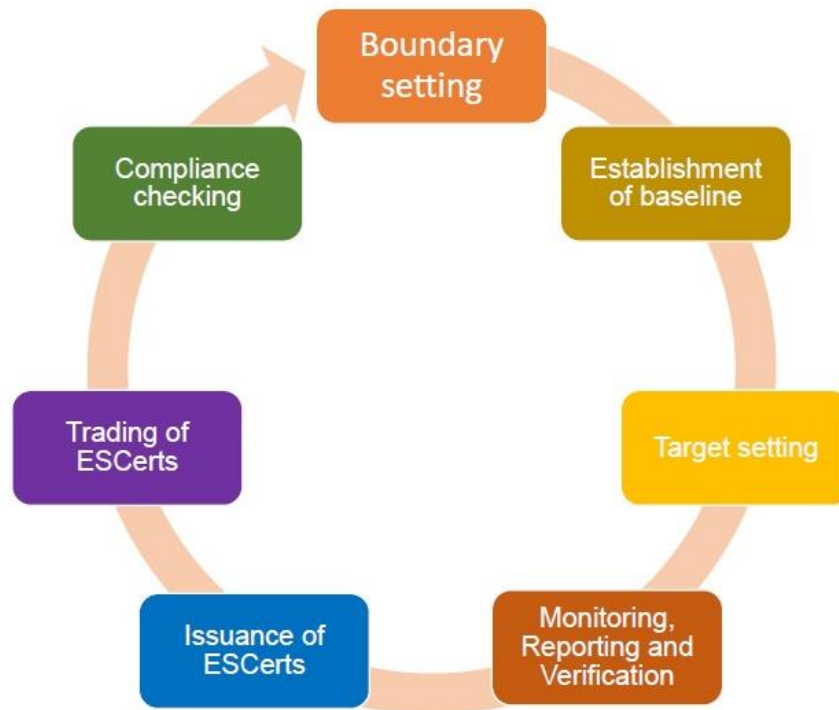 Boundary
setting
Establishment
of baseline
Target setting
Monitoring,
Reporting and
Verification
Issuance of
ESCerts
Trading of
ESCerts
Compliance
checking